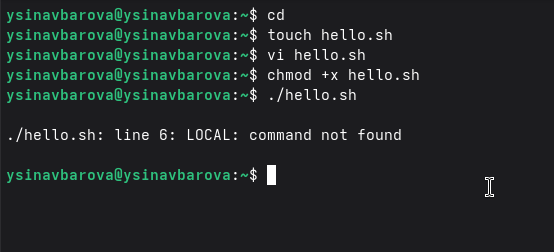 ysinavbarova@ysinavbarova:~$ cd
ysinavbarova@ysinavbarova:~$ touch hello.sh
ysinavbarova@ysinavbarova:~$ vi hello.sh
ysinavbarova@ysinavbarova:~$ chmod +x hello.sh
ysinavbarova@ysinavbarova:~$ ./hello.sh
./hello.sh: line 6: LOCAL: command not found
ysinavbarova@ysinavbarova:~$